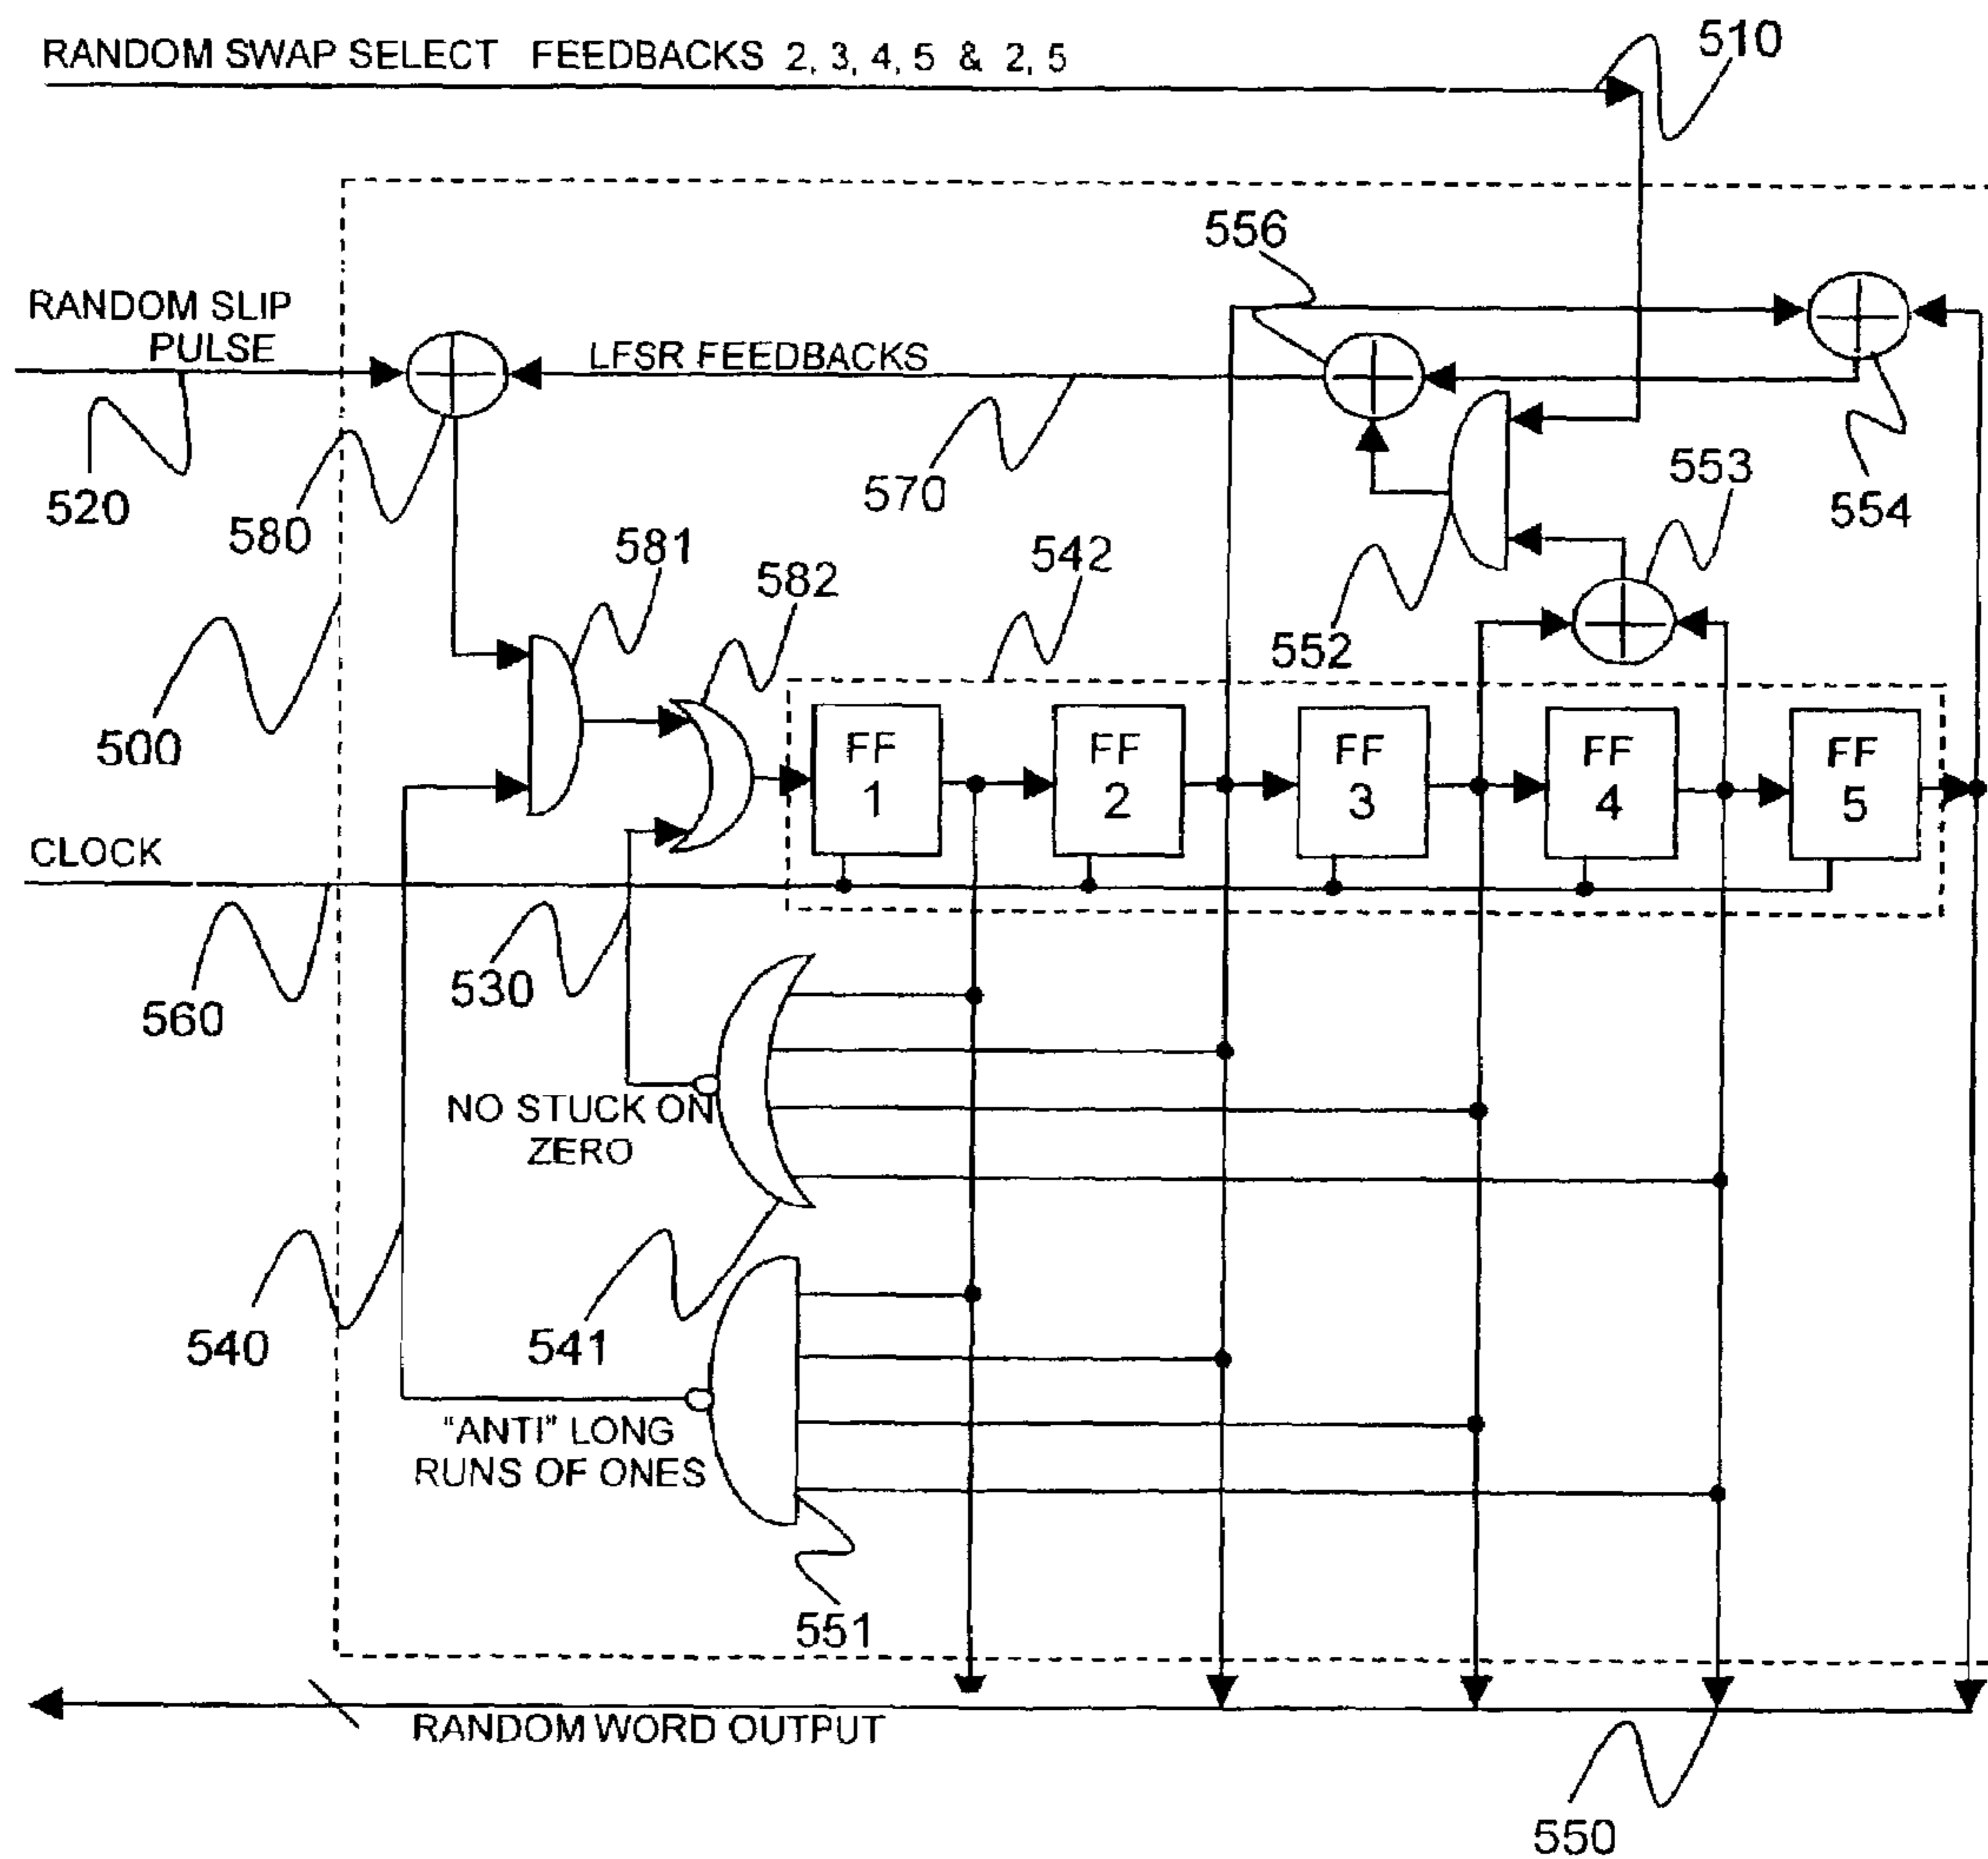 RANDOM SWAP SELECT FEEDBACKS 2, 3, 4, 5 & 2, 5
510
556
RANDOM SLIP
PULSE
LFSR FEEDBACKS
520
580
570
553
554
581
582
542
552
500
FF
1
FF
2
FF
3
FF
4
FF
5
CLOCK
560
530
NO STUCK ON
ZERO
540
541
"ANTI" LONG
RUNS OF ONES
551
RANDOM WORD OUTPUT
550